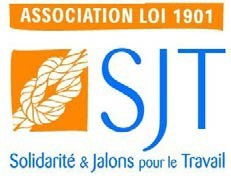 ASSOCIATION LOI 1901
SJT
Solidarité & Jalons pour le Travail